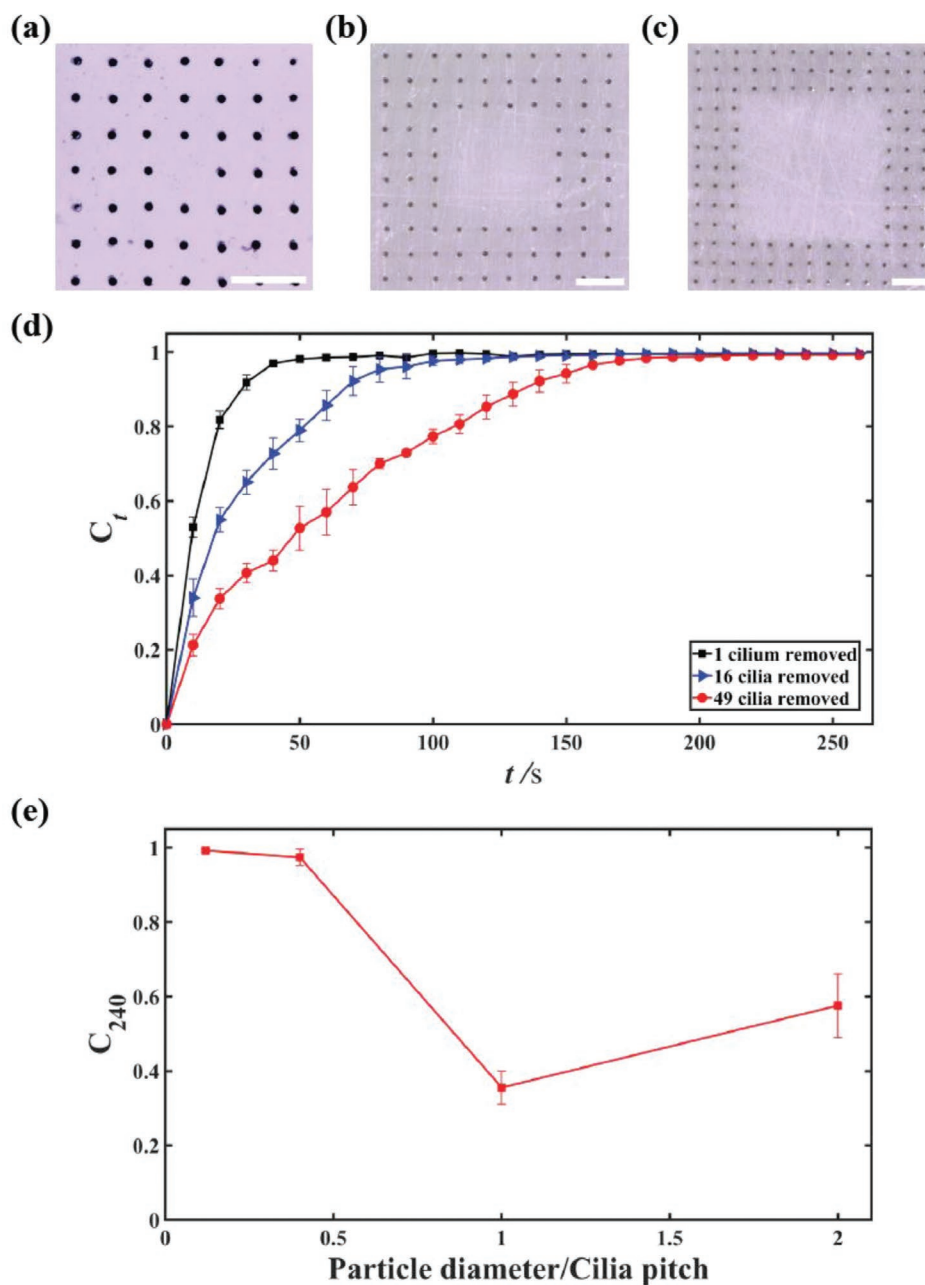 (a)
(b)
(c)
(d)
1
0.8
0.6
0.4
0.2
0
C_t
0 50 100 150 200 250
t /s
1 cilium removed
16 cilia removed
49 cilia removed
(e)
1
0.8
0.6
0.4
0.2
0
C_240
0 0.5 1 1.5 2
Particle diameter/Cilia pitch